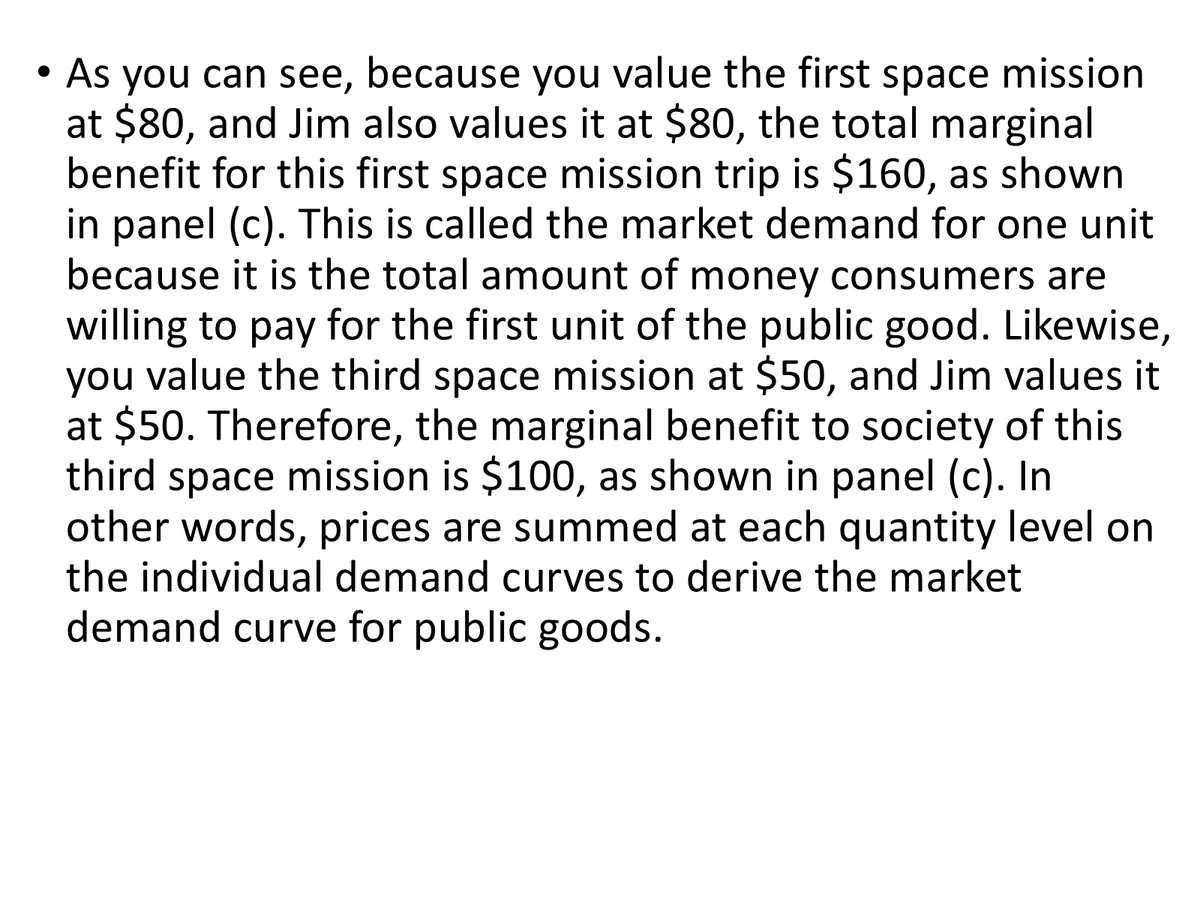 • As you can see, because you value the first space mission
at $80, and Jim also values it at $80, the total marginal
benefit for this first space mission trip is $160, as shown
in panel (c). This is called the market demand for one unit
because it is the total amount of money consumers are
willing to pay for the first unit of the public good. Likewise,
you value the third space mission at $50, and Jim values it
at $50. Therefore, the marginal benefit to society of this
third space mission is $100, as shown in panel (c). In
other words, prices are summed at each quantity level on
the individual demand curves to derive the market
demand curve for public goods.